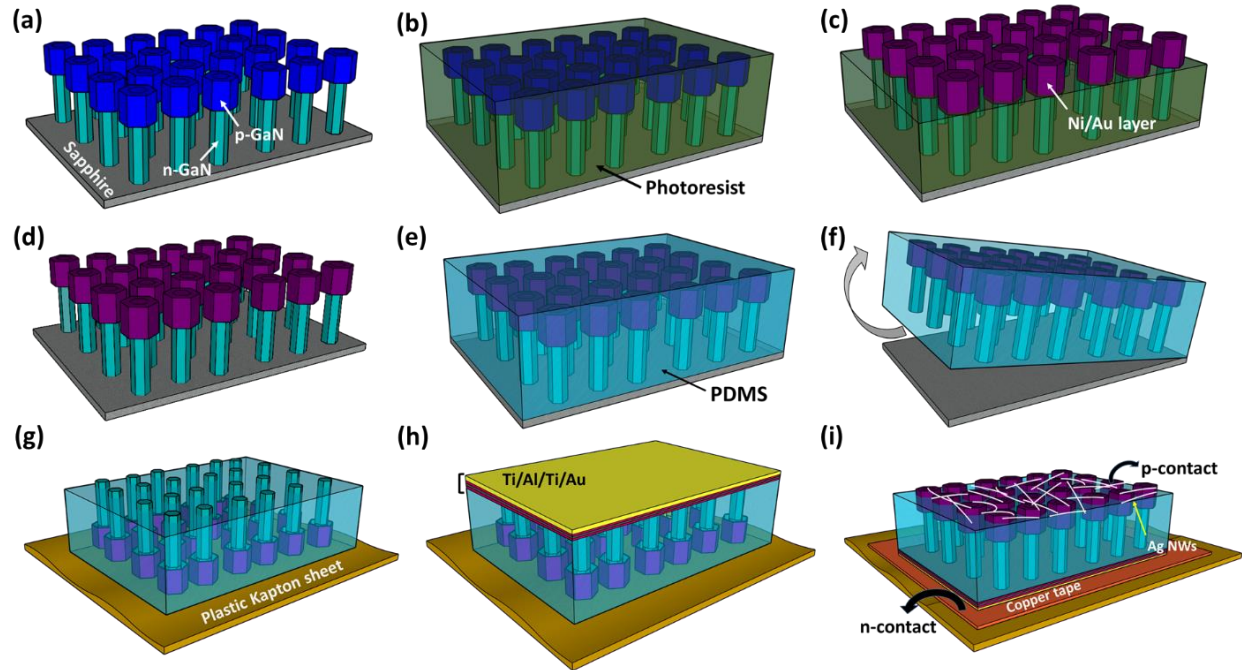 (a)
p-GaN
n-GaN
Sapphire
(b)
Photoresist
(c)
Ni/Au layer
(d)
(e)
PDMS
(f)
(g)
Plastic Kapton sheet
(h)
Ti/Al/Ti/Au
(i)
p-contact
Ag NWs
Copper tape
n-contact